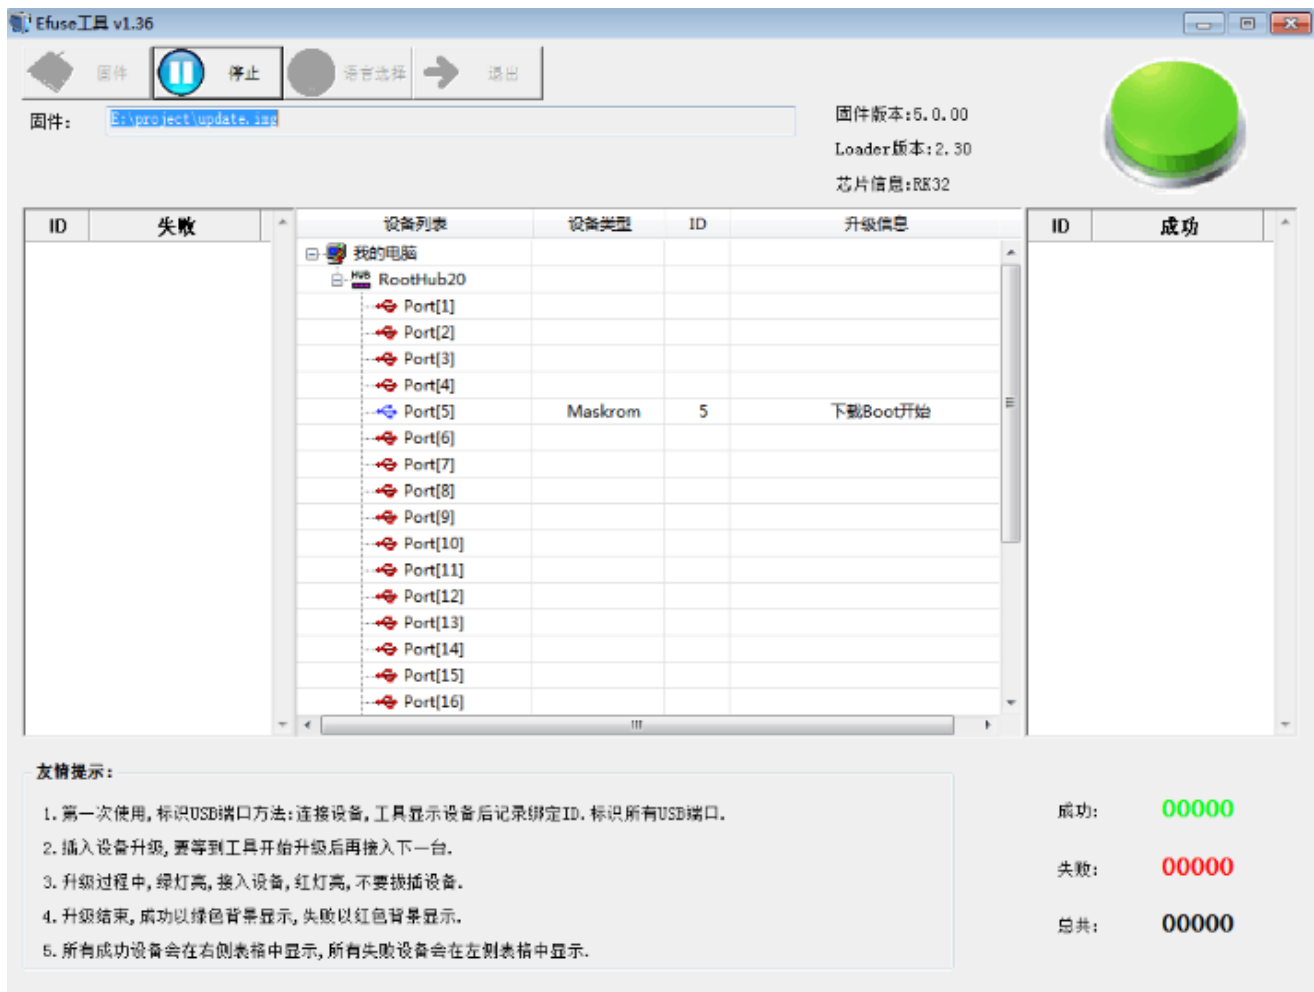 Efuse工具 v1.36
固件 停止 语言选择 退出
固件: E:\project\update.img
固件版本:5.0.00
Loader版本:2.30
芯片信息:RK32
ID 失败
设备列表 设备类型 ID 升级信息
ID 成功
我的电脑
HUB RootHub20
Port[1]
Port[2]
Port[3]
Port[4]
Port[5] Maskrom 5 下载Boot开始
Port[6]
Port[7]
Port[8]
Port[9]
Port[10]
Port[11]
Port[12]
Port[13]
Port[14]
Port[15]
Port[16]
友情提示:
1.第一次使用,标识USB端口方法:连接设备,工具显示设备后记录绑定ID.标识所有USB端口.
2.插入设备升级,要等到工具开始升级后再接入下一台.
3.升级过程中,绿灯亮,接入设备,红灯亮,不要拔插设备.
4.升级结束,成功以绿色背景显示,失败以红色背景显示.
5.所有成功设备会在右侧表格中显示,所有失败设备会在左侧表格中显示.
成功: 00000
失败: 00000
总共: 00000